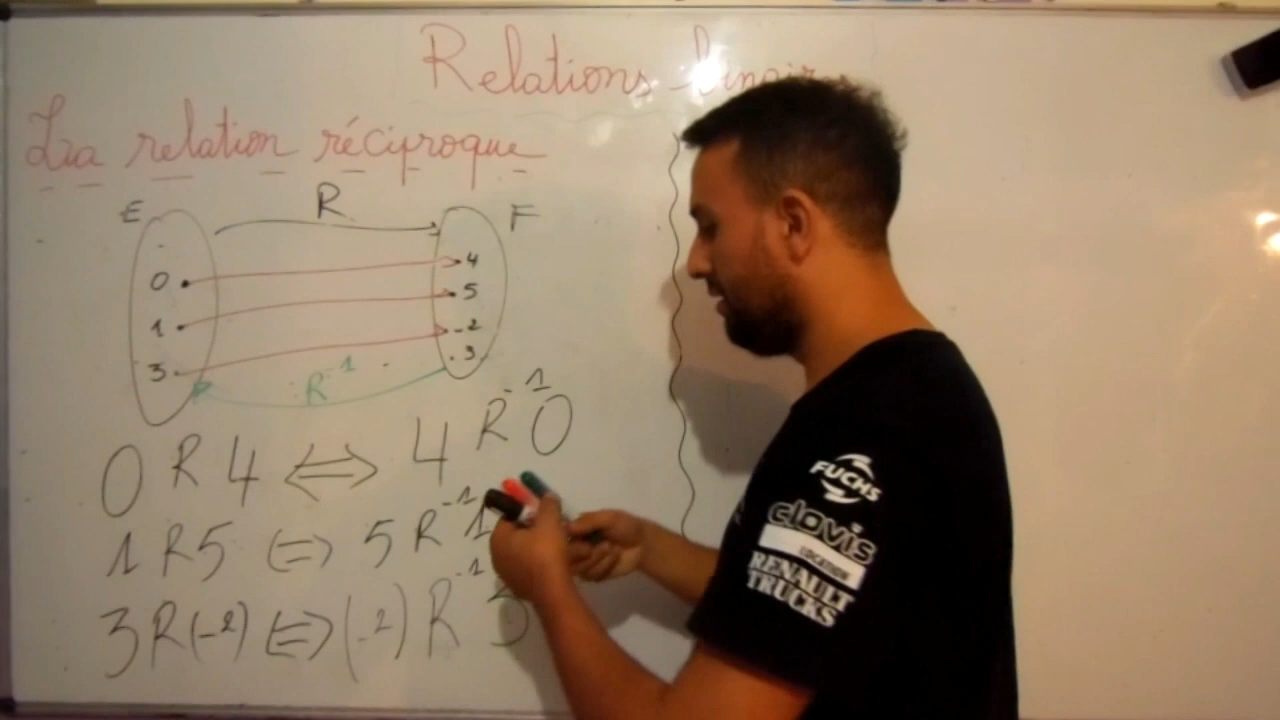 Relations
La relation réciproque
E R F
0 4
1 5
3 -2
3
R⁻¹
0 R 4 ⇔ 4 R⁻¹ 0
1 R 5 ⇔ 5 R⁻¹ 1
3 R (-2) ⇔ (-2) R⁻¹ 3
FUCHS
clovis
LOCATION
RENAULT
TRUCKS